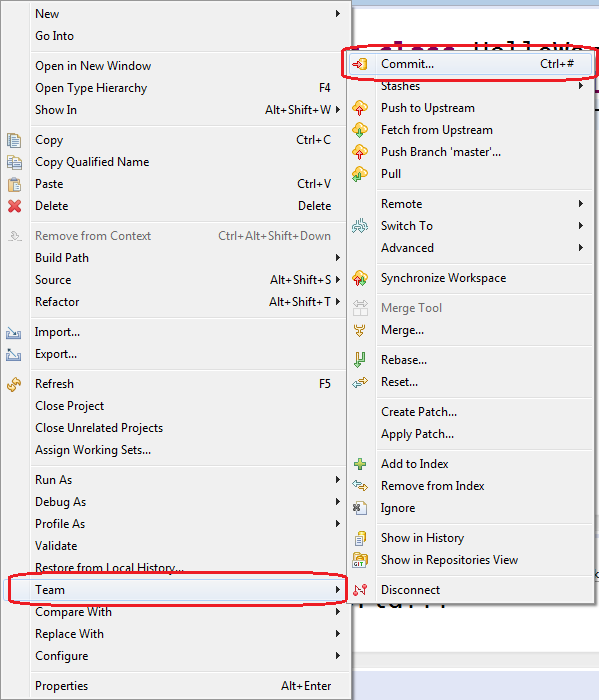 New
Go Into
Open in New Window
Open Type Hierarchy F4
Show In Alt+Shift+W
Copy Ctrl+C
Copy Qualified Name
Paste Ctrl+V
Delete Delete
Remove from Context Ctrl+Alt+Shift+Down
Build Path
Source Alt+Shift+S
Refactor Alt+Shift+T
Import...
Export...
Refresh F5
Close Project
Close Unrelated Projects
Assign Working Sets...
Run As
Debug As
Profile As
Validate
Restore from Local History...
Team
Compare With
Replace With
Configure
Properties Alt+Enter
Commit... Ctrl+#
Stashes
Push to Upstream
Fetch from Upstream
Push Branch 'master'...
Pull
Remote
Switch To
Advanced
Synchronize Workspace
Merge Tool
Merge...
Rebase...
Reset...
Create Patch...
Apply Patch...
Add to Index
Remove from Index
Ignore
Show in History
GIT Show in Repositories View
Disconnect